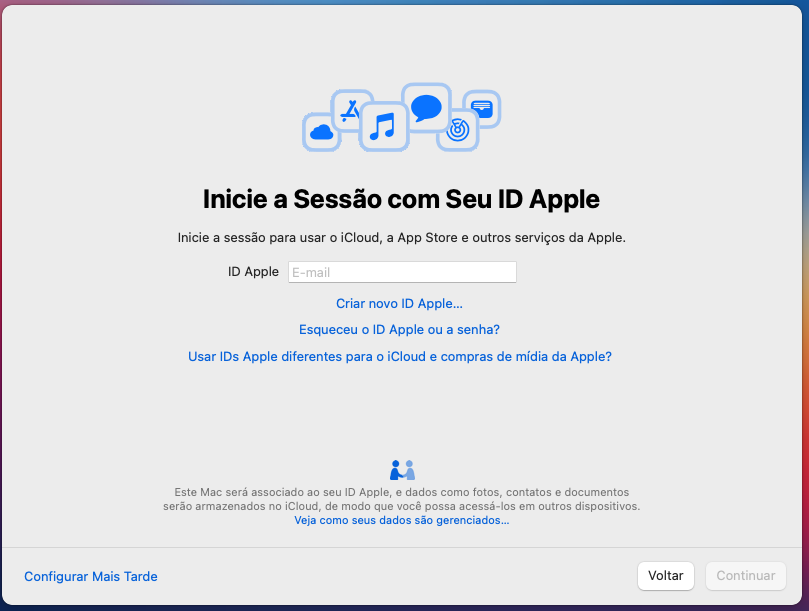 Inicie a Sessão com Seu ID Apple
Inicie a sessão para usar o iCloud, a App Store e outros serviços da Apple.
ID Apple E-mail
Criar novo ID Apple...
Esqueceu o ID Apple ou a senha?
Usar IDs Apple diferentes para o iCloud e compras de mídia da Apple?
Este Mac será associado ao seu ID Apple, e dados como fotos, contatos e documentos
serão armazenados no iCloud, de modo que você possa acessá-los em outros dispositivos.
Veja como seus dados são gerenciados...
Configurar Mais Tarde Voltar Continuar